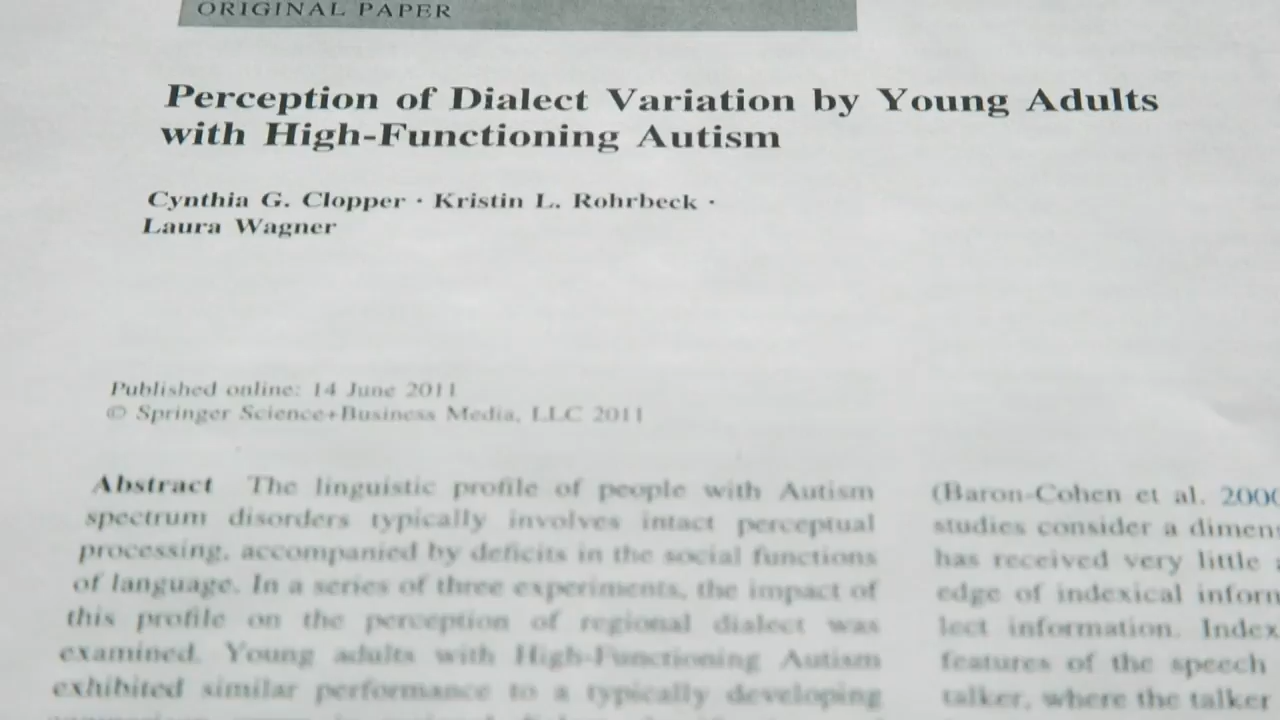 ORIGINAL PAPER
Perception of Dialect Variation by Young Adults
with High-Functioning Autism
Cynthia G. Clopper · Kristin L. Rohrbeck ·
Laura Wagner
Published online: 14 June 2011
© Springer Science+Business Media, LLC 2011
Abstract The linguistic profile of people with Autism
spectrum disorders typically involves intact perceptual
processing, accompanied by deficits in the social functions
of language. In a series of three experiments, the impact of
this profile on the perception of regional dialect was
examined. Young adults with High-Functioning Autism
exhibited similar performance to a typically developing
(Baron-Cohen et al. 200
studies consider a dimen
has received very little
edge of indexical inform
lect information. Index
features of the speech
talker, where the talker